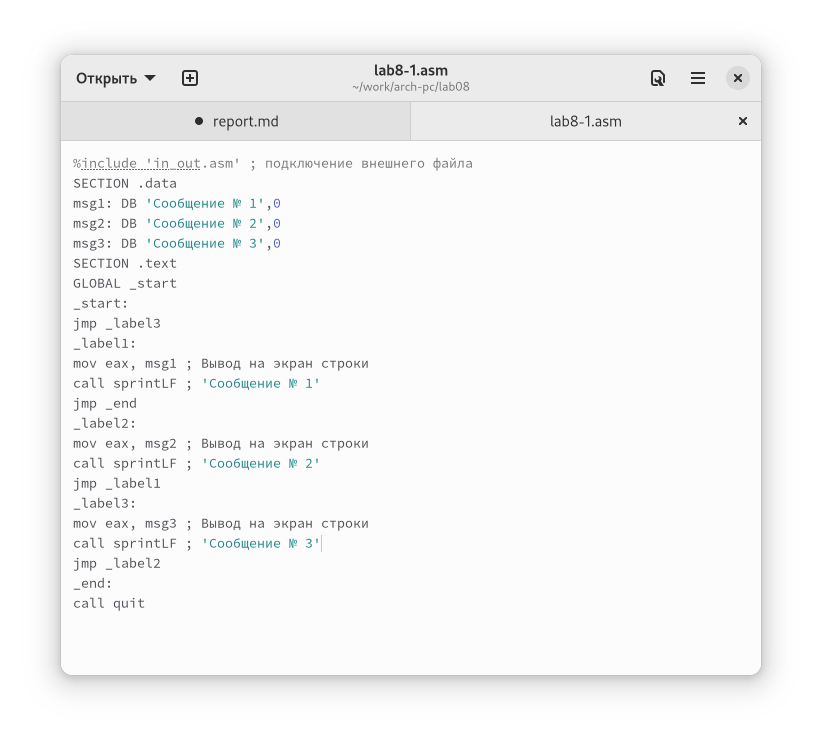 Открыть
lab8-1.asm
~/work/arch-pc/lab08
report.md
lab8-1.asm
%include 'in_out.asm' ; подключение внешнего файла
SECTION .data
msg1: DB 'Сообщение № 1',0
msg2: DB 'Сообщение № 2',0
msg3: DB 'Сообщение № 3',0
SECTION .text
GLOBAL _start
_start:
jmp _label3
_label1:
mov eax, msg1 ; Вывод на экран строки
call sprintLF ; 'Сообщение № 1'
jmp _end
_label2:
mov eax, msg2 ; Вывод на экран строки
call sprintLF ; 'Сообщение № 2'
jmp _label1
_label3:
mov eax, msg3 ; Вывод на экран строки
call sprintLF ; 'Сообщение № 3'
jmp _label2
_end:
call quit